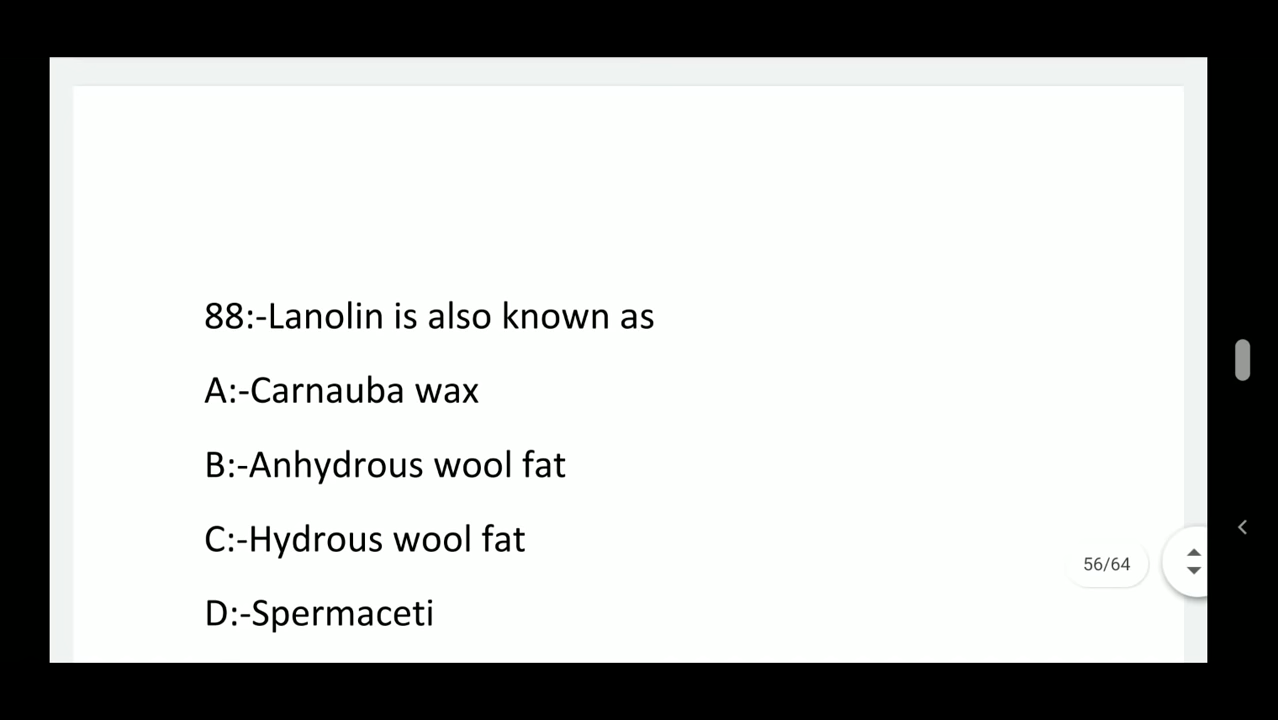 88:-Lanolin is also known as
A:-Carnauba wax
B:-Anhydrous wool fat
C:-Hydrous wool fat
56/64
D:-Spermaceti